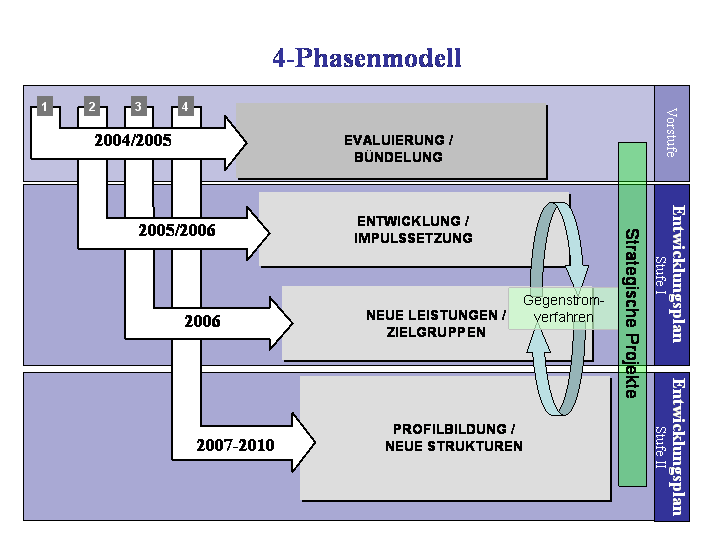 4-Phasenmodell
1
2
3
4
2004/2005
EVALUIERUNG /
BÜNDELUNG
Vorstufe
2005/2006
ENTWICKLUNG /
IMPULSSETZUNG
2006
NEUE LEISTUNGEN /
ZIELGRUPPEN
Gegenstrom-
verfahren
Strategische Projekte
Entwicklungsplan
Stufe I
2007-2010
PROFILBILDUNG /
NEUE STRUKTUREN
Entwicklungsplan
Stufe II